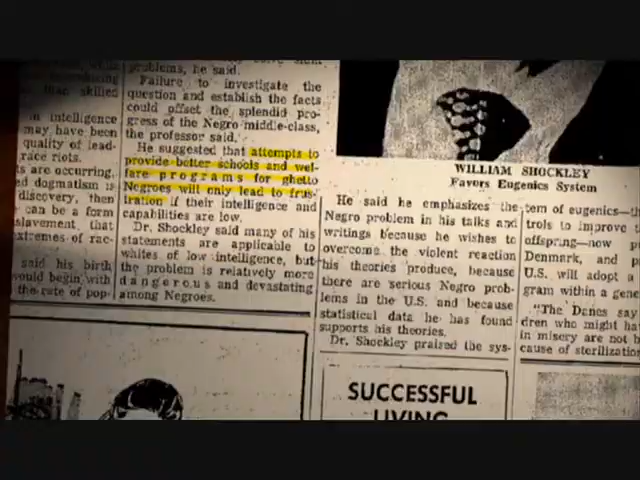 that skilled
in intelligence
may have been
quality of lead-
race riots.
are occurring,
dogmatism is
discovery, then
can be a form
that
extremes of rac-
said his birth
would begin with
the rate of pop-
problems, he said.
Failure to investigate the
question and establish the facts
could offset the splendid pro-
gress of the Negro middle-class,
the professor said.
He suggested that attempts to
provide better schools and wel-
fare programs for ghetto
Negroes will only lead to frus-
tration if their intelligence and
capabilities are low.
Dr. Shockley said many of his
statements are applicable to
whites of low intelligence, but
the problem is relatively more
dangerous and devastating
among Negroes.
WILLIAM SHOCKLEY
Favors Eugenics System
He said he emphasizes the
Negro problem in his talks and
writings because he wishes to
overcome the violent reaction
his theories produce, because
there are serious Negro prob-
lems in the U.S. and because
statistical data he has found
supports his theories.
Dr. Shockley praised the sys-
tem of eugenics—th
trols to improve t
offspring—now p
Denmark, and p
U.S. will adopt a
gram within a gene
"The Danes say
dren who might ha
in misery are not b
cause of sterilizatio
SUCCESSFUL
LIVING